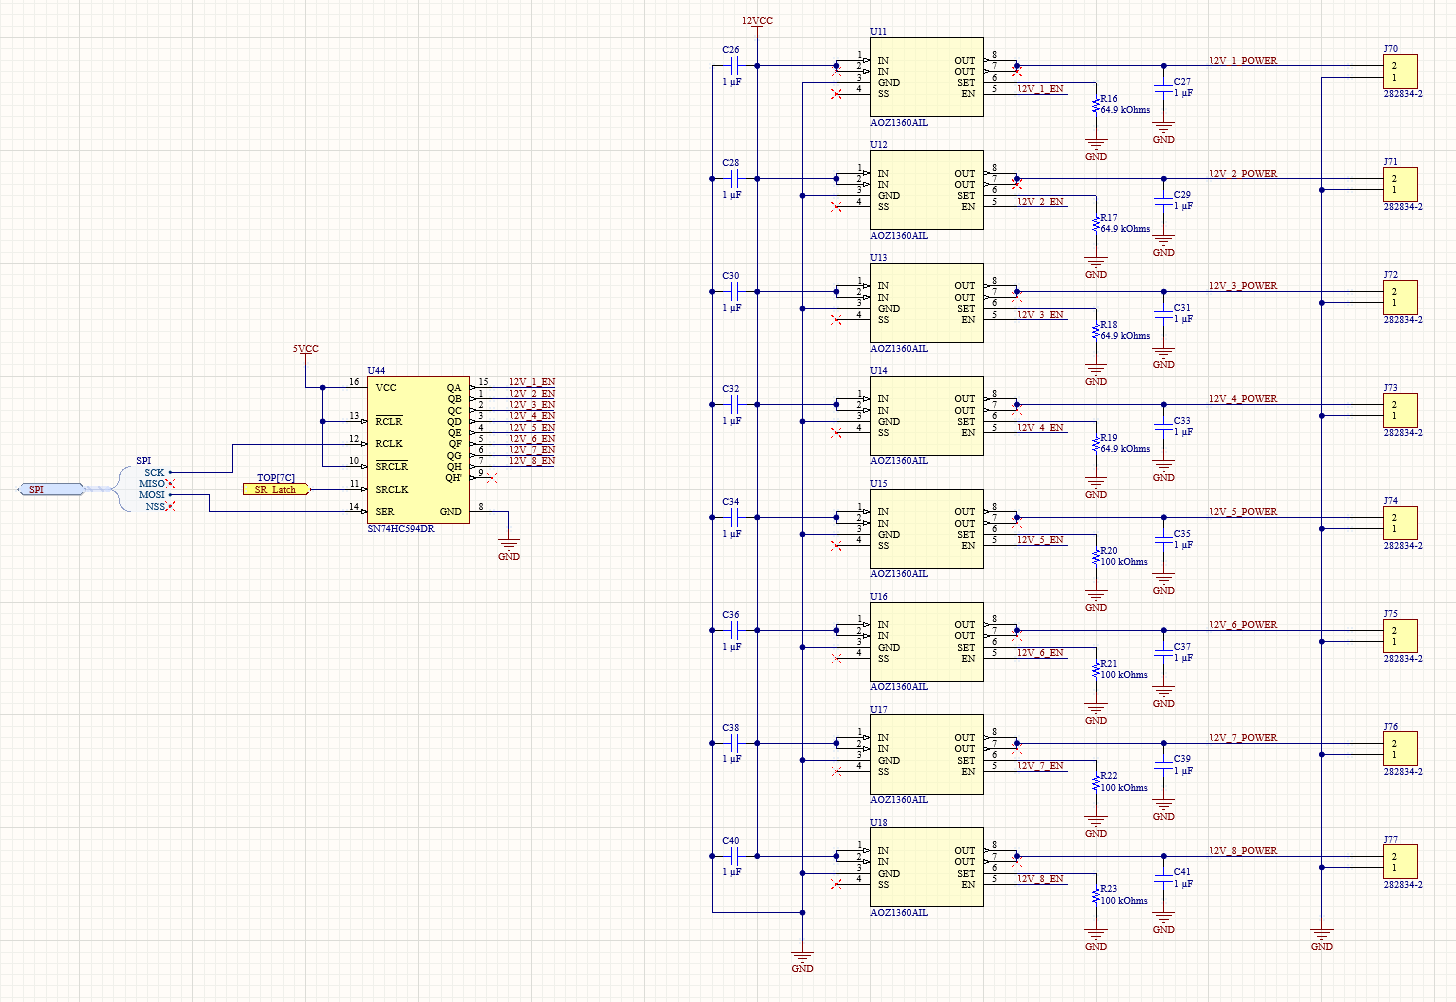 5VCC
U44
16 VCC QA 15 12V_1_EN
QB 1 12V_2_EN
QC 2 12V_3_EN
13 RCLR QD 3 12V_4_EN
QE 4 12V_5_EN
12 RCLK QF 5 12V_6_EN
QG 6 12V_7_EN
10 SRCLR QH 7 12V_8_EN
QH' 9
11 SRCLK
14 SER GND 8
SN74HC594DR
GND
SPI
SCK
MISO
MOSI
NSS
SPI
TOP[7C]
SR_Latch
12VCC
C26
1 µF
U11
1 IN OUT 8
2 IN OUT 7
3 GND SET 6
4 SS EN 5 12V_1_EN
AOZ1360AIL
R16
64.9 kOhms
GND
C27
1 µF
GND
12V_1_POWER
J70
2
1
282834-2
C28
1 µF
U12
1 IN OUT 8
2 IN OUT 7
3 GND SET 6
4 SS EN 5 12V_2_EN
AOZ1360AIL
R17
64.9 kOhms
GND
C29
1 µF
GND
12V_2_POWER
J71
2
1
282834-2
C30
1 µF
U13
1 IN OUT 8
2 IN OUT 7
3 GND SET 6
4 SS EN 5 12V_3_EN
AOZ1360AIL
R18
64.9 kOhms
GND
C31
1 µF
GND
12V_3_POWER
J72
2
1
282834-2
C32
1 µF
U14
1 IN OUT 8
2 IN OUT 7
3 GND SET 6
4 SS EN 5 12V_4_EN
AOZ1360AIL
R19
64.9 kOhms
GND
C33
1 µF
GND
12V_4_POWER
J73
2
1
282834-2
C34
1 µF
U15
1 IN OUT 8
2 IN OUT 7
3 GND SET 6
4 SS EN 5 12V_5_EN
AOZ1360AIL
R20
100 kOhms
GND
C35
1 µF
GND
12V_5_POWER
J74
2
1
282834-2
C36
1 µF
U16
1 IN OUT 8
2 IN OUT 7
3 GND SET 6
4 SS EN 5 12V_6_EN
AOZ1360AIL
R21
100 kOhms
GND
C37
1 µF
GND
12V_6_POWER
J75
2
1
282834-2
C38
1 µF
U17
1 IN OUT 8
2 IN OUT 7
3 GND SET 6
4 SS EN 5 12V_7_EN
AOZ1360AIL
R22
100 kOhms
GND
C39
1 µF
GND
12V_7_POWER
J76
2
1
282834-2
C40
1 µF
U18
1 IN OUT 8
2 IN OUT 7
3 GND SET 6
4 SS EN 5 12V_8_EN
AOZ1360AIL
R23
100 kOhms
GND
C41
1 µF
GND
12V_8_POWER
J77
2
1
282834-2
GND
GND